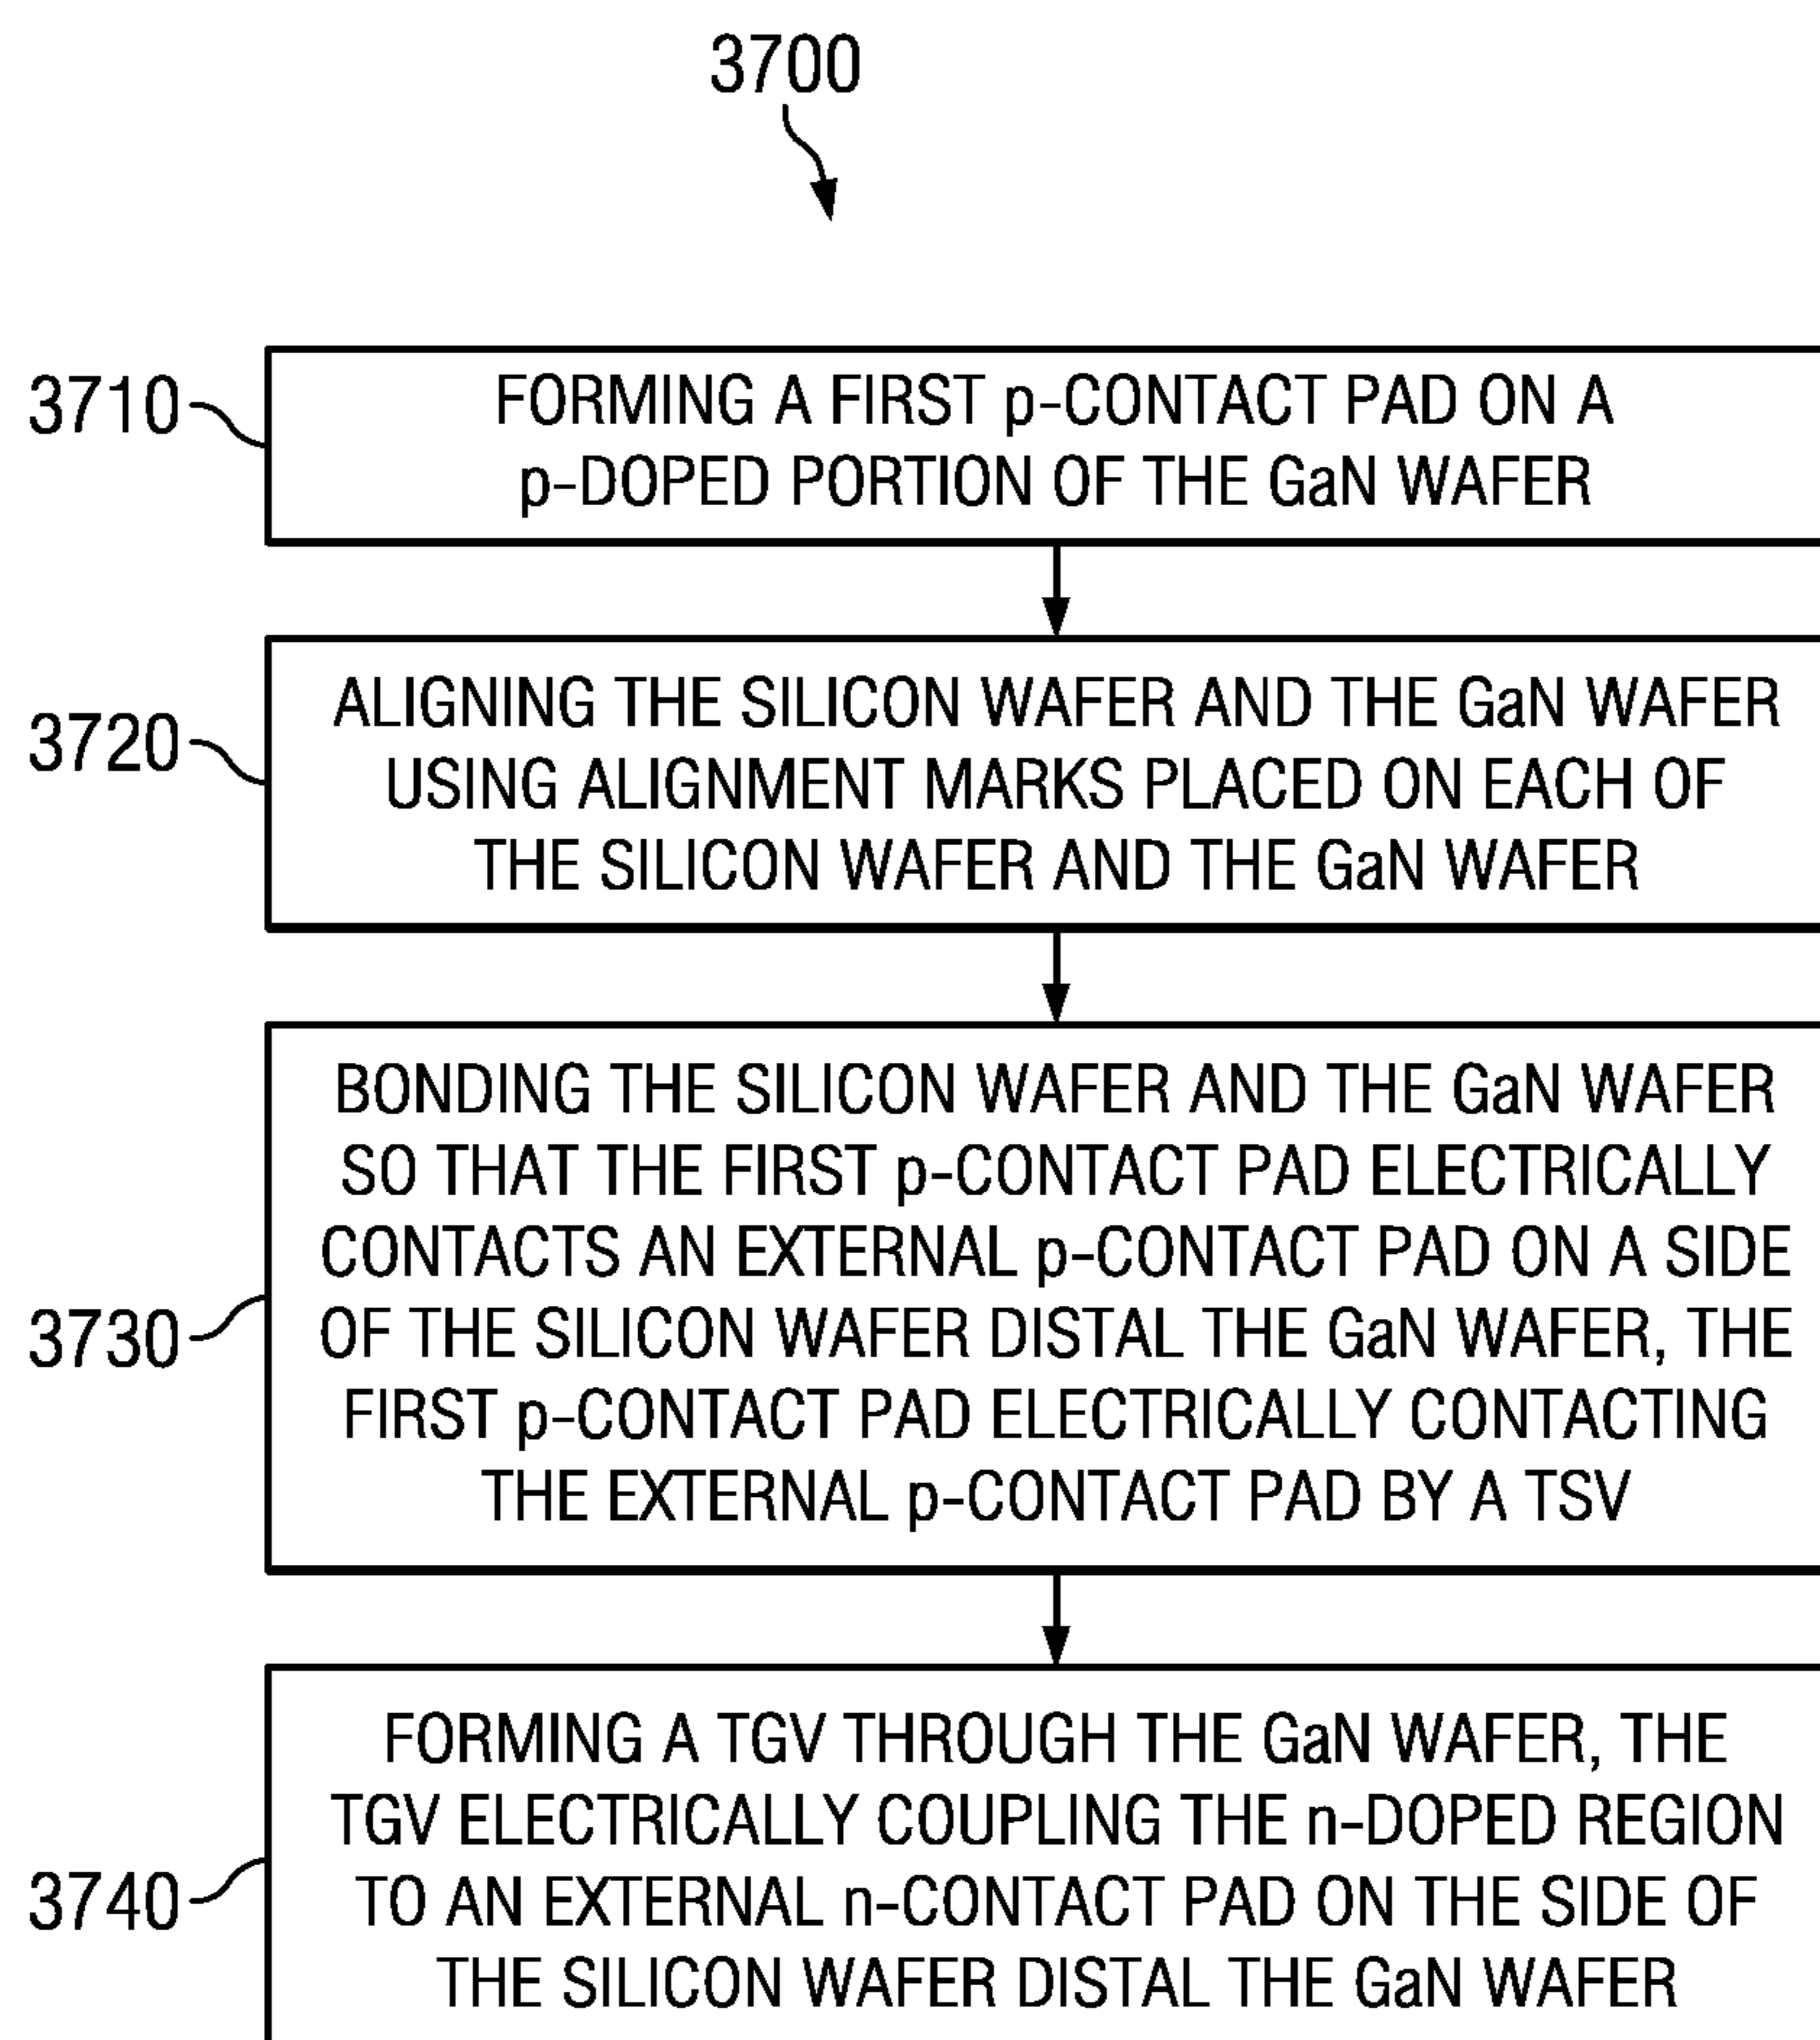 3700
3710
FORMING A FIRST p-CONTACT PAD ON A
p-DOPED PORTION OF THE GaN WAFER
3720
ALIGNING THE SILICON WAFER AND THE GaN WAFER
USING ALIGNMENT MARKS PLACED ON EACH OF
THE SILICON WAFER AND THE GaN WAFER
3730
BONDING THE SILICON WAFER AND THE GaN WAFER
SO THAT THE FIRST p-CONTACT PAD ELECTRICALLY
CONTACTS AN EXTERNAL p-CONTACT PAD ON A SIDE
OF THE SILICON WAFER DISTAL THE GaN WAFER, THE
FIRST p-CONTACT PAD ELECTRICALLY CONTACTING
THE EXTERNAL p-CONTACT PAD BY A TSV
3740
FORMING A TGV THROUGH THE GaN WAFER, THE
TGV ELECTRICALLY COUPLING THE n-DOPED REGION
TO AN EXTERNAL n-CONTACT PAD ON THE SIDE OF
THE SILICON WAFER DISTAL THE GaN WAFER